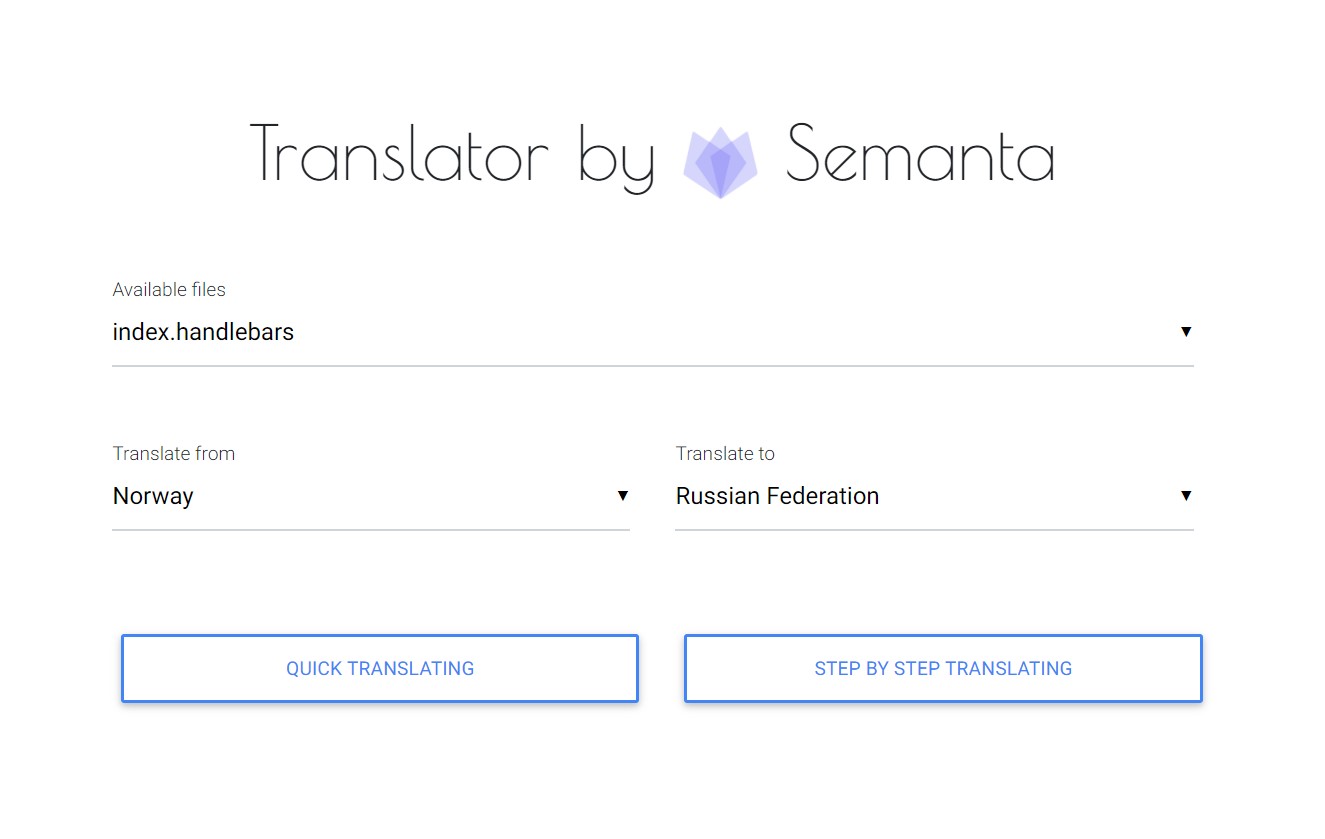 Translator by Semanta
Available files
index.handlebars
Translate from
Translate to
Norway
Russian Federation
QUICK TRANSLATING
STEP BY STEP TRANSLATING